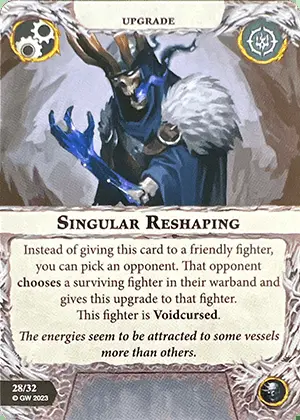 UPGRADE
SINGULAR RESHAPING
Instead of giving this card to a friendly fighter,
you can pick an opponent. That opponent
chooses a surviving fighter in their warband and
gives this upgrade to that fighter.
This fighter is Voidcursed.
The energies seem to be attracted to some vessels
more than others.
28/32
© GW 2023